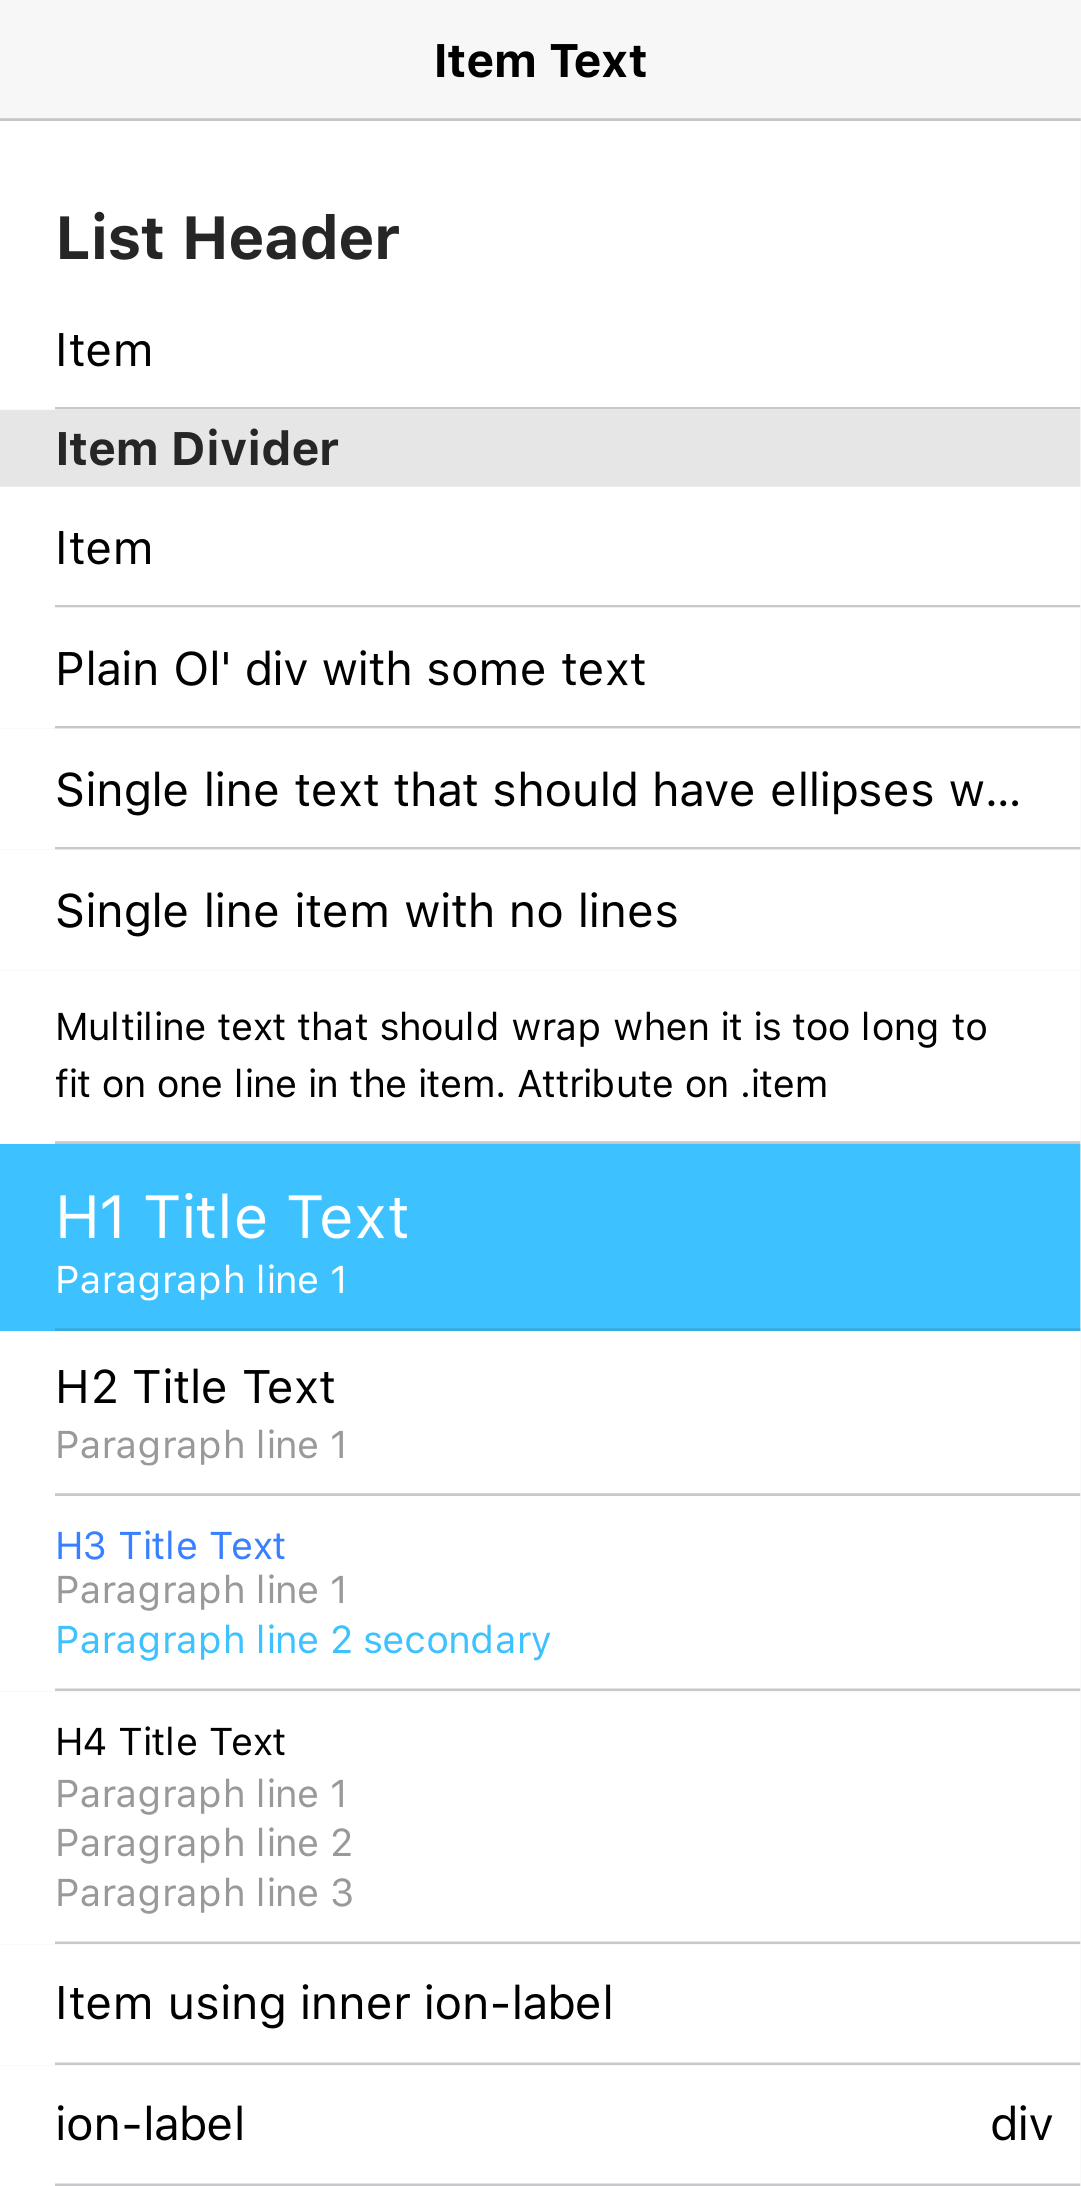 Item Text
List Header
Item
Item Divider
Item
Plain Ol' div with some text
Single line text that should have ellipses w...
Single line item with no lines
Multiline text that should wrap when it is too long to
fit on one line in the item. Attribute on .item
H1 Title Text
Paragraph line 1
H2 Title Text
Paragraph line 1
H3 Title Text
Paragraph line 1
Paragraph line 2 secondary
H4 Title Text
Paragraph line 1
Paragraph line 2
Paragraph line 3
Item using inner ion-label
ion-label div